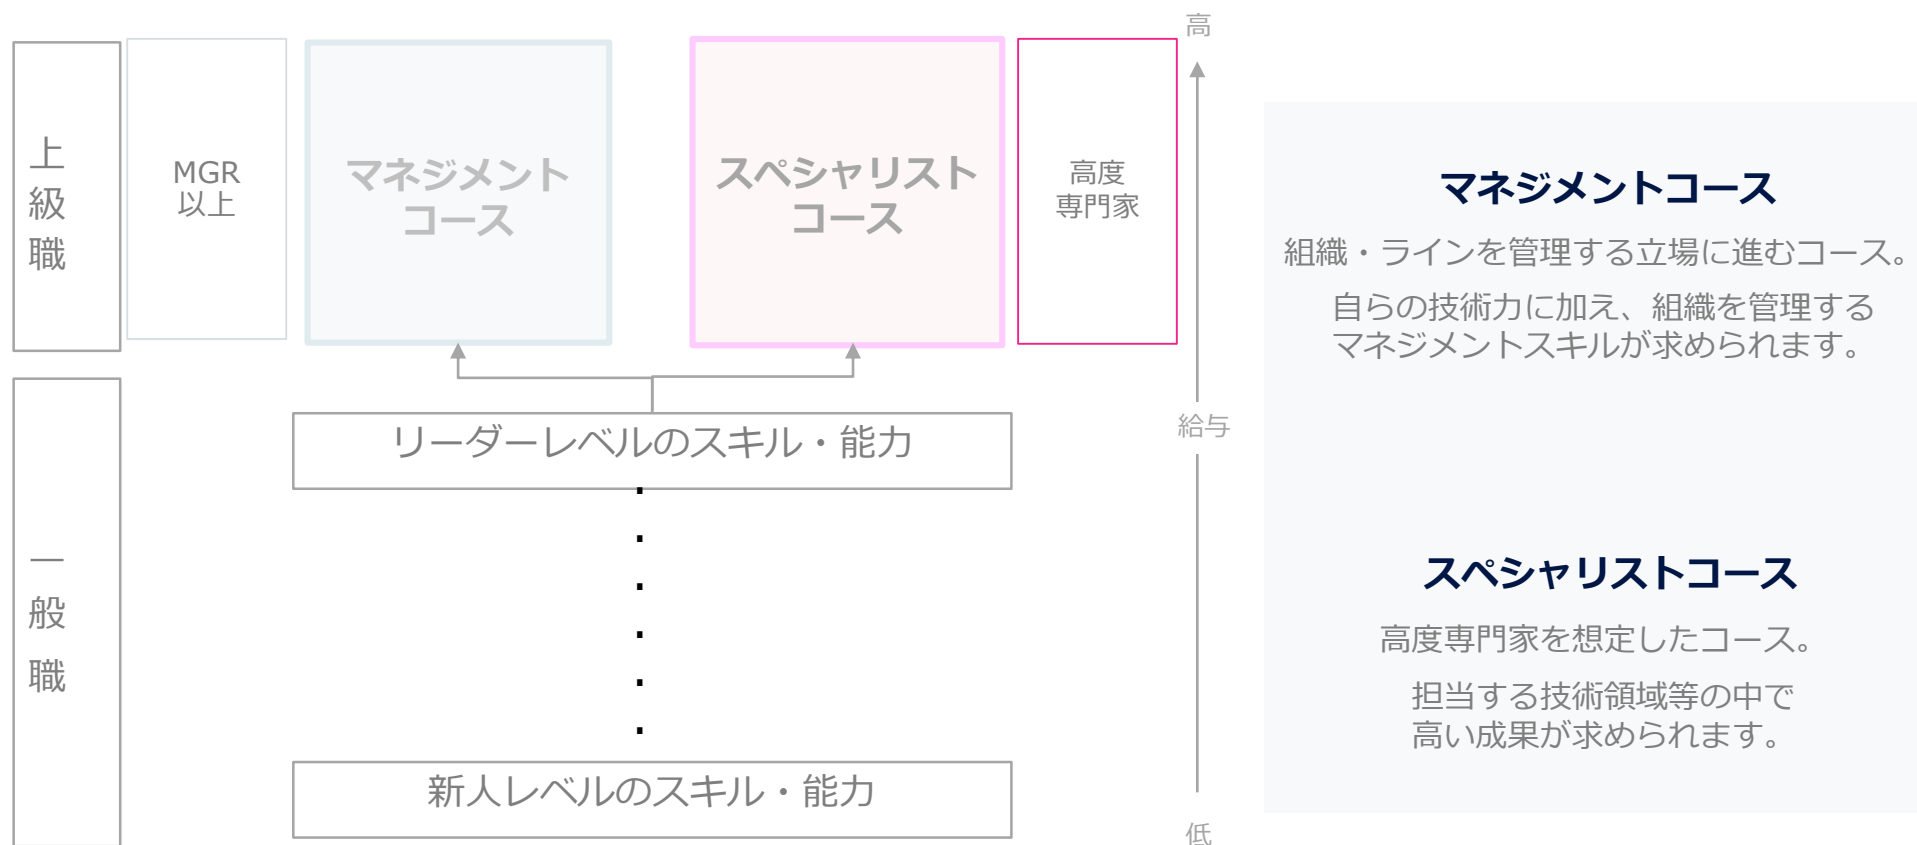 高
上級職
MGR
以上
マネジメント
コース
スペシャリスト
コース
高度
専門家
給与
リーダーレベルのスキル・能力
一般職
新人レベルのスキル・能力
低
マネジメントコース
組織・ラインを管理する立場に進むコース。
自らの技術力に加え、組織を管理する
マネジメントスキルが求められます。
スペシャリストコース
高度専門家を想定したコース。
担当する技術領域等の中で
高い成果が求められます。